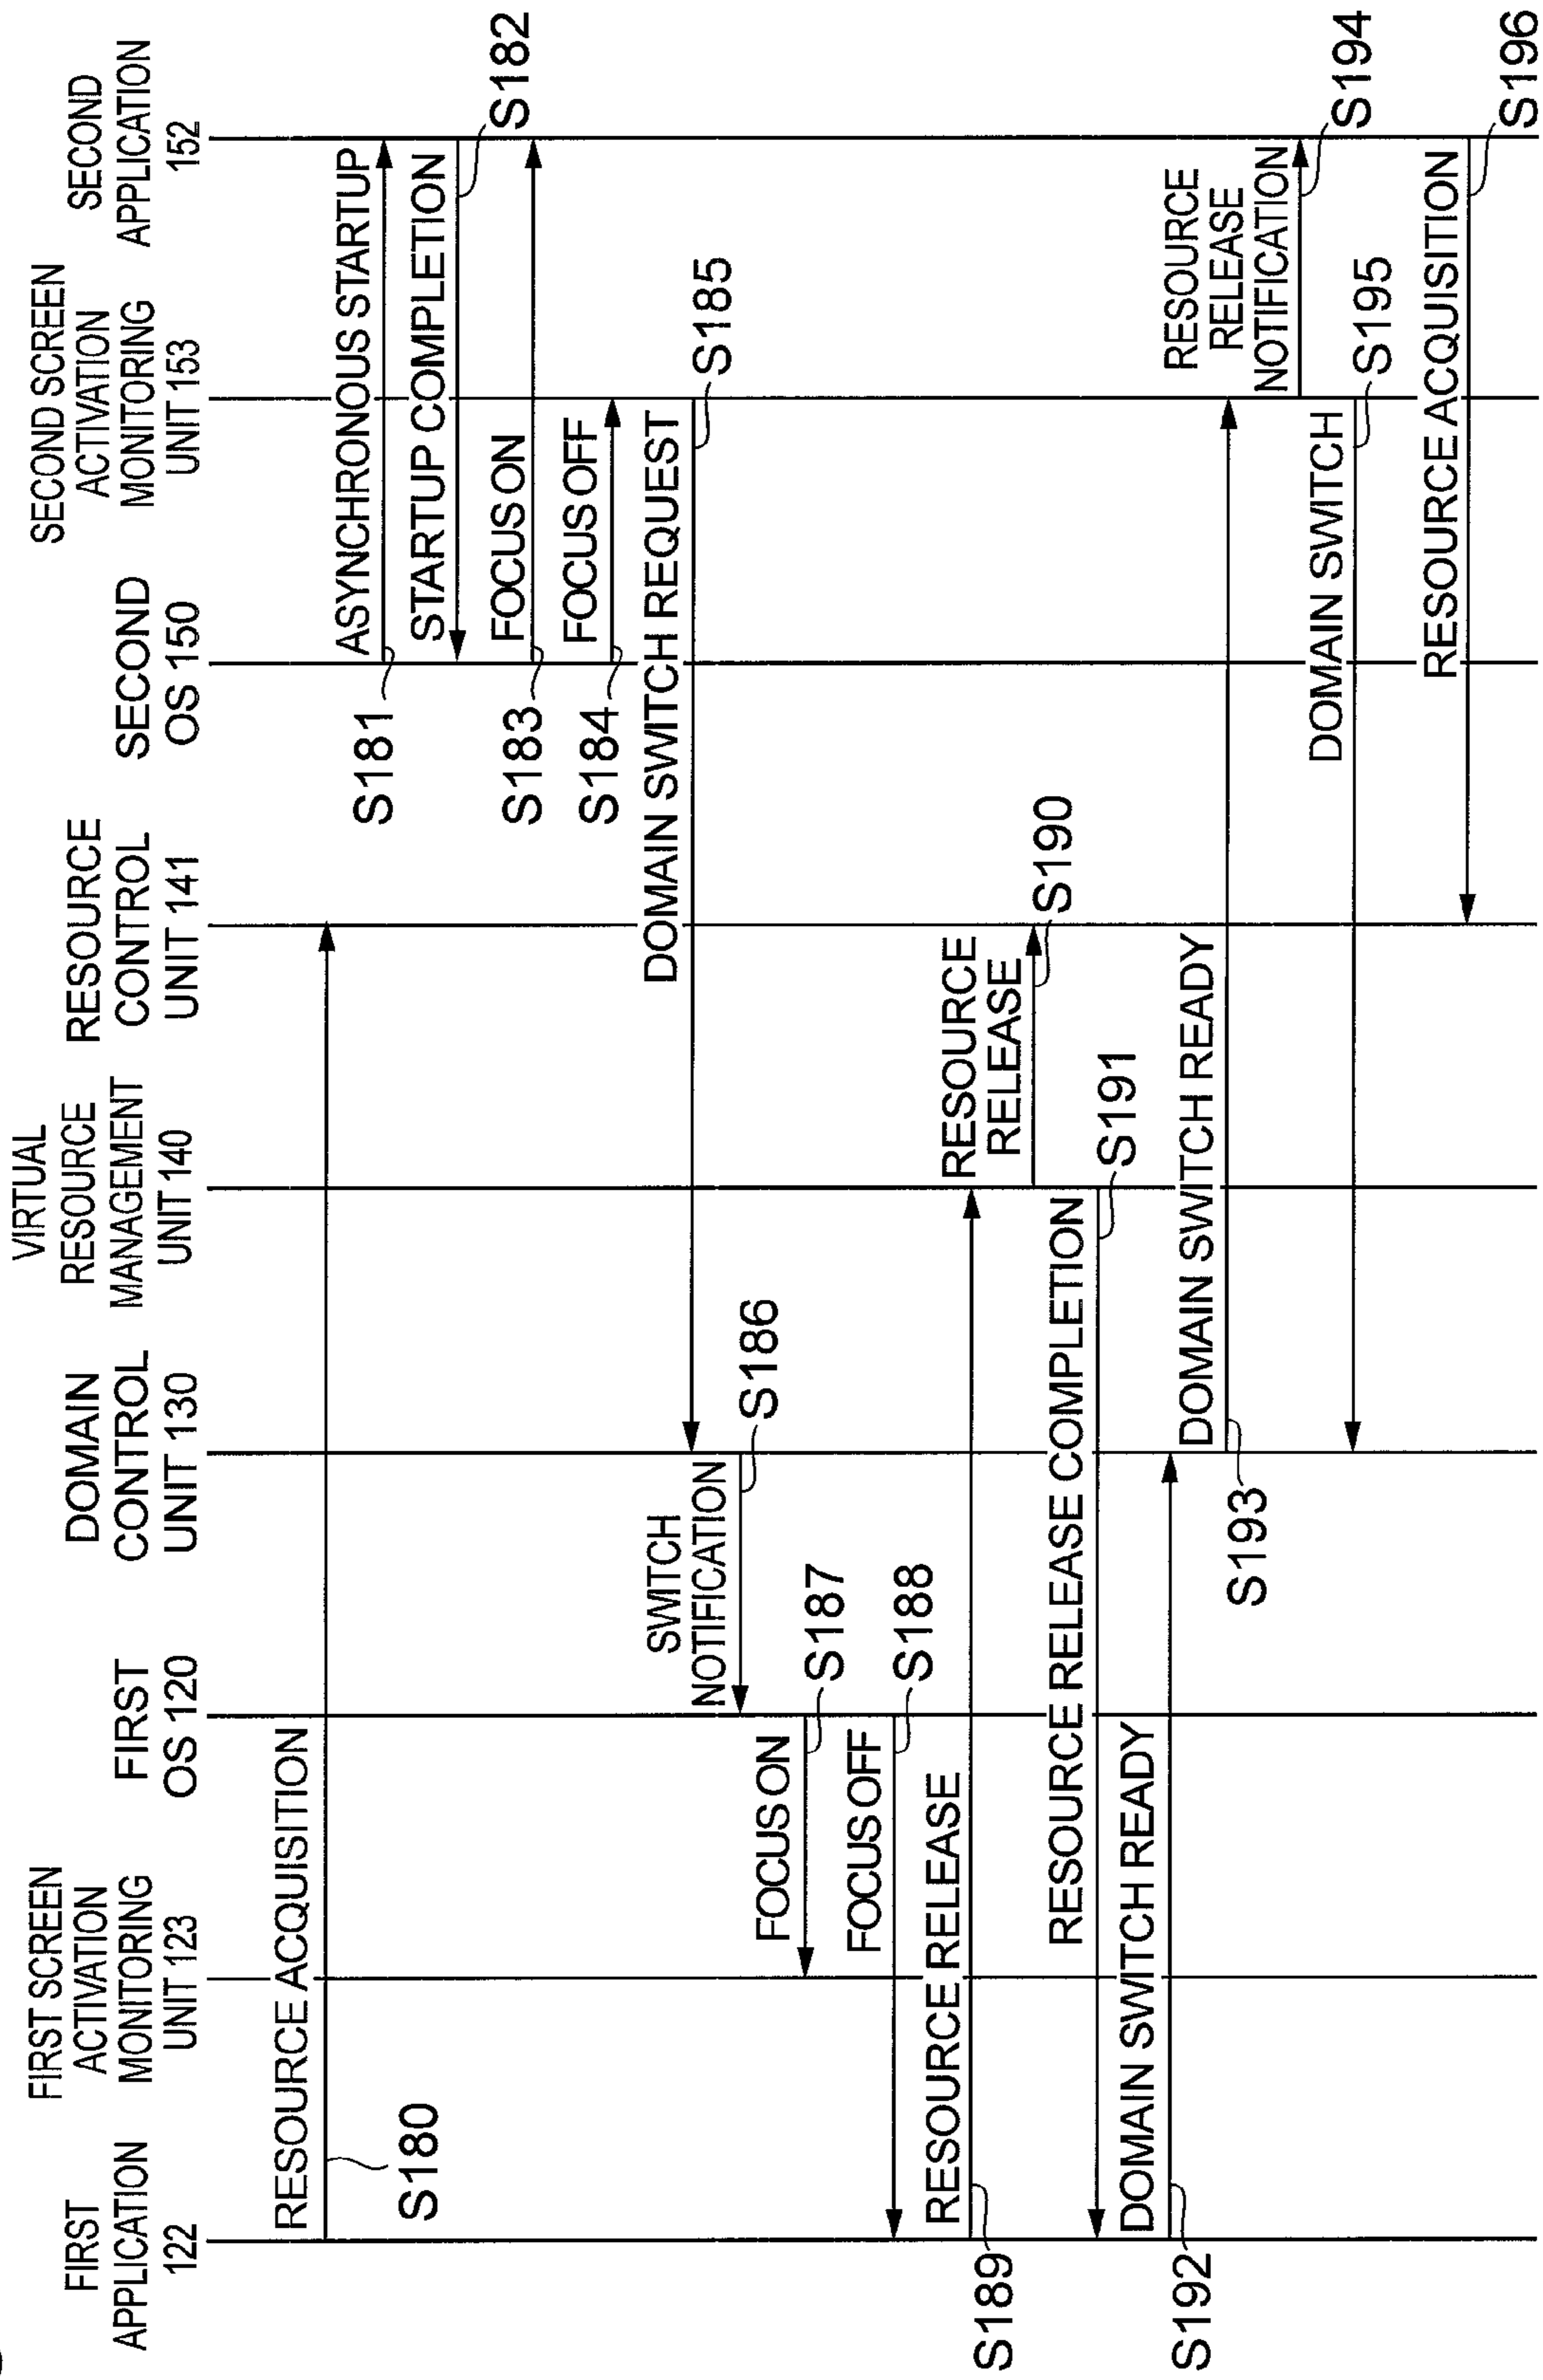 FIRST
APPLICATION
122
FIRST SCREEN
ACTIVATION
MONITORING
UNIT 123
FIRST
OS 120
DOMAIN
CONTROL
UNIT 130
VIRTUAL
RESOURCE
MANAGEMENT
UNIT 140
RESOURCE
CONTROL
UNIT 141
SECOND
OS 150
SECOND SCREEN
ACTIVATION
MONITORING
UNIT 153
SECOND
APPLICATION
152
RESOURCE ACQUISITION
S180
ASYNCHRONOUS STARTUP
S181
STARTUP COMPLETION
S182
FOCUS ON
S183
FOCUS OFF
S184
DOMAIN SWITCH REQUEST
S185
SWITCH
NOTIFICATION
S186
FOCUS ON
S187
FOCUS OFF
S188
RESOURCE RELEASE
S189
RESOURCE
RELEASE
S190
RESOURCE RELEASE COMPLETION
S191
DOMAIN SWITCH READY
S192
DOMAIN SWITCH READY
S193
RESOURCE
RELEASE
NOTIFICATION
S194
DOMAIN SWITCH
S195
RESOURCE ACQUISITION
S196